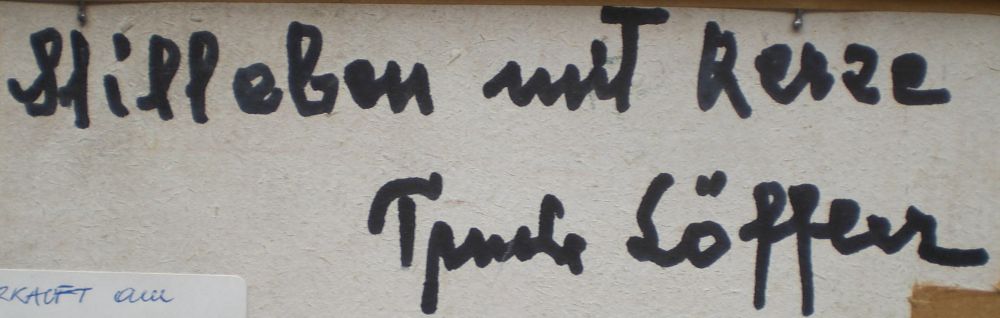 Stilleben mit Kerze
Trude Löffler
RKAUFT am